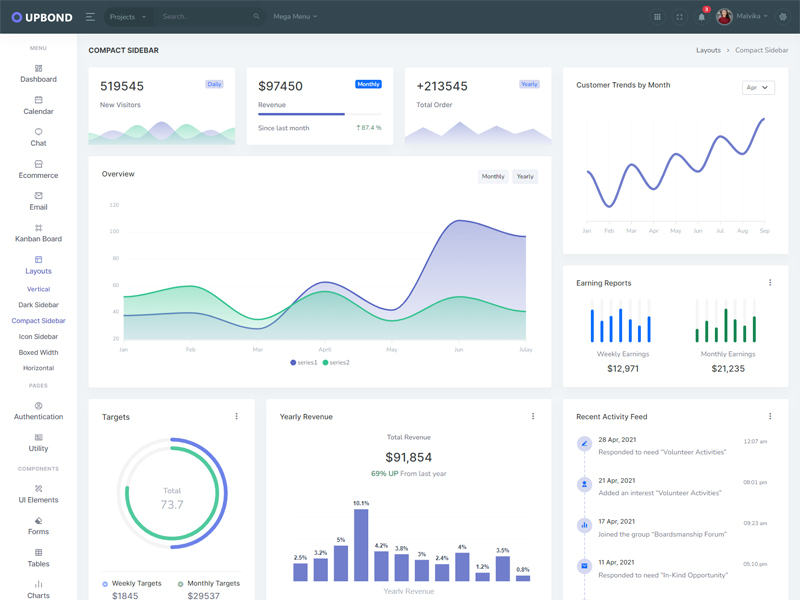 UPBOND
Projects
Search...
Mega Menu
8
Malvika
MENU
Dashboard
Calendar
Chat
Ecommerce
Email
Kanban Board
Layouts
Vertical
Dark Sidebar
Compact Sidebar
Icon Sidebar
Boxed Width
Horizontal
PAGES
Authentication
Utility
COMPONENTS
UI Elements
Forms
Tables
Charts
COMPACT SIDEBAR
Layouts > Compact Sidebar
519545
Daily
New Visitors
$97450
Monthly
Revenue
Since last month
↑87.4 %
+213545
Yearly
Total Order
Customer Trends by Month
Apr
Jan Feb Mar Apr May Jun Jul Aug Sep
Overview
Monthly
Yearly
120
100
80
60
40
20
Jan Feb Mar April May Jun Julay
series1 series2
Earning Reports
Weekly Earnings
$12,971
Monthly Earnings
$21,235
Targets
Total
73.7
Weekly Targets
$1845
Monthly Targets
$29537
Yearly Revenue
Total Revenue
$91,854
69% UP From last year
2.5% 3.2% 5% 10.1% 4.2% 3.8% 3% 2.4% 4% 1.2% 3.5% 0.8%
Yearly Revenue
Recent Activity Feed
28 Apr, 2021
12:07 am
Responded to need "Volunteer Activities"
21 Apr, 2021
08:01 pm
Added an interest "Volunteer Activities"
17 Apr, 2021
09:23 am
Joined the group "Boardsmanship Forum"
11 Apr, 2021
05:10 pm
Responded to need "In-Kind Opportunity"